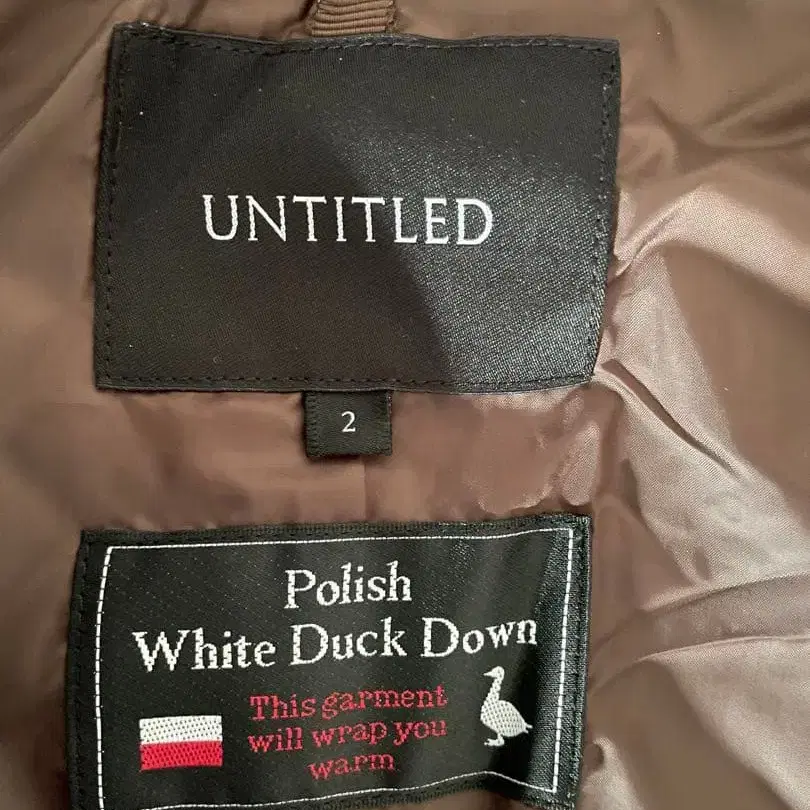 UNTITLED
2
Polish
White Duck Down
This garment
will wrap you
warm